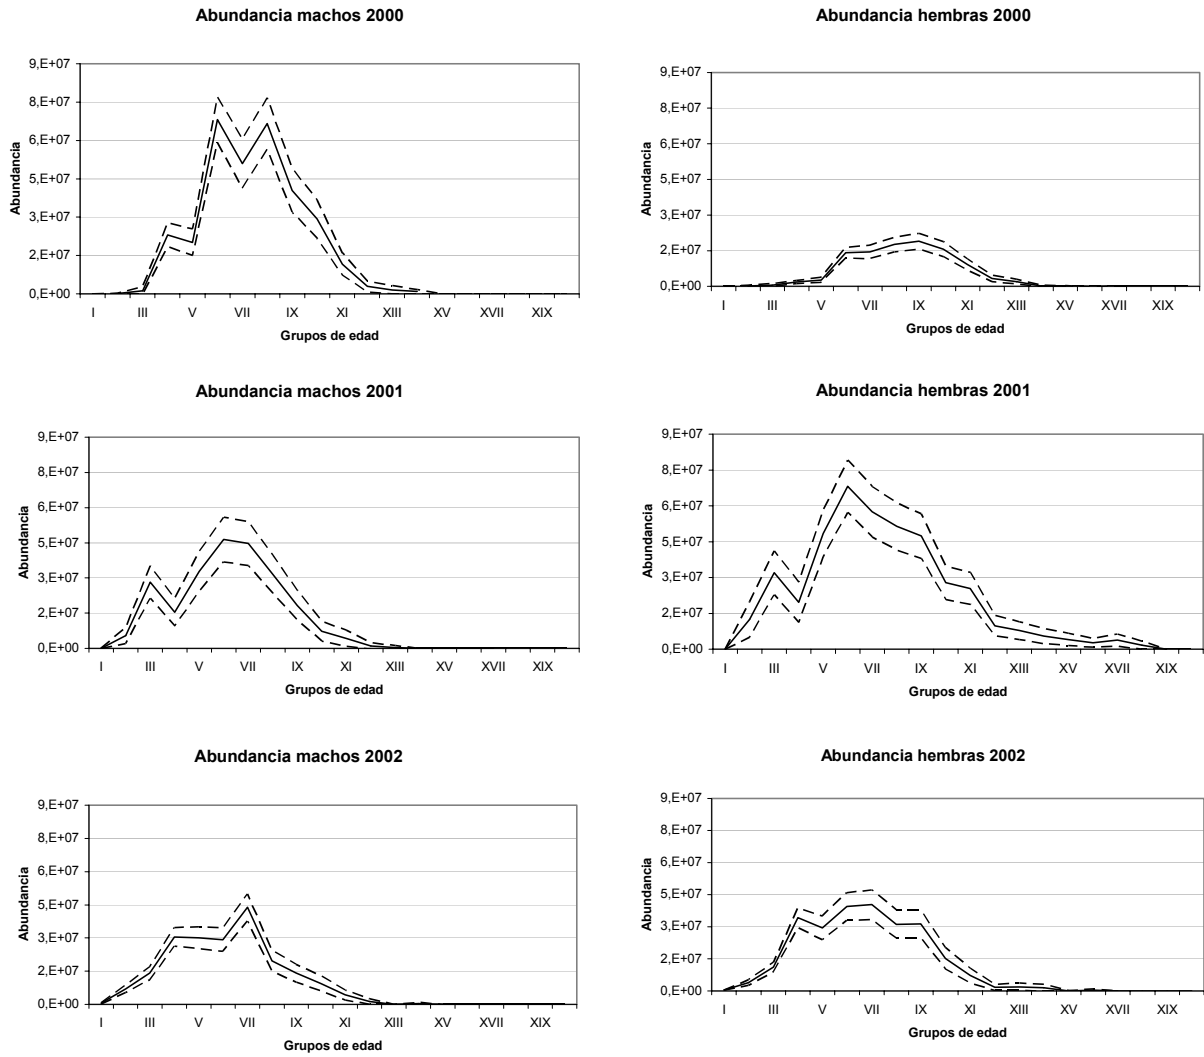 Abundancia machos 2000
Abundancia
9,E+07
8,E+07
6,E+07
5,E+07
3,E+07
2,E+07
0,E+00
I III V VII IX XI XIII XV XVII XIX
Grupos de edad
Abundancia hembras 2000
Abundancia
9,E+07
8,E+07
6,E+07
5,E+07
3,E+07
2,E+07
0,E+00
I III V VII IX XI XIII XV XVII XIX
Grupos de edad
Abundancia machos 2001
Abundancia
9,E+07
8,E+07
6,E+07
5,E+07
3,E+07
2,E+07
0,E+00
I III V VII IX XI XIII XV XVII XIX
Grupos de edad
Abundancia hembras 2001
Abundancia
9,E+07
8,E+07
6,E+07
5,E+07
3,E+07
2,E+07
0,E+00
I III V VII IX XI XIII XV XVII XIX
Grupos de edad
Abundancia machos 2002
Abundancia
9,E+07
8,E+07
6,E+07
5,E+07
3,E+07
2,E+07
0,E+00
I III V VII IX XI XIII XV XVII XIX
Grupos de edad
Abundancia hembras 2002
Abundancia
9,E+07
8,E+07
6,E+07
5,E+07
3,E+07
2,E+07
0,E+00
I III V VII IX XI XIII XV XVII XIX
Grupos de edad